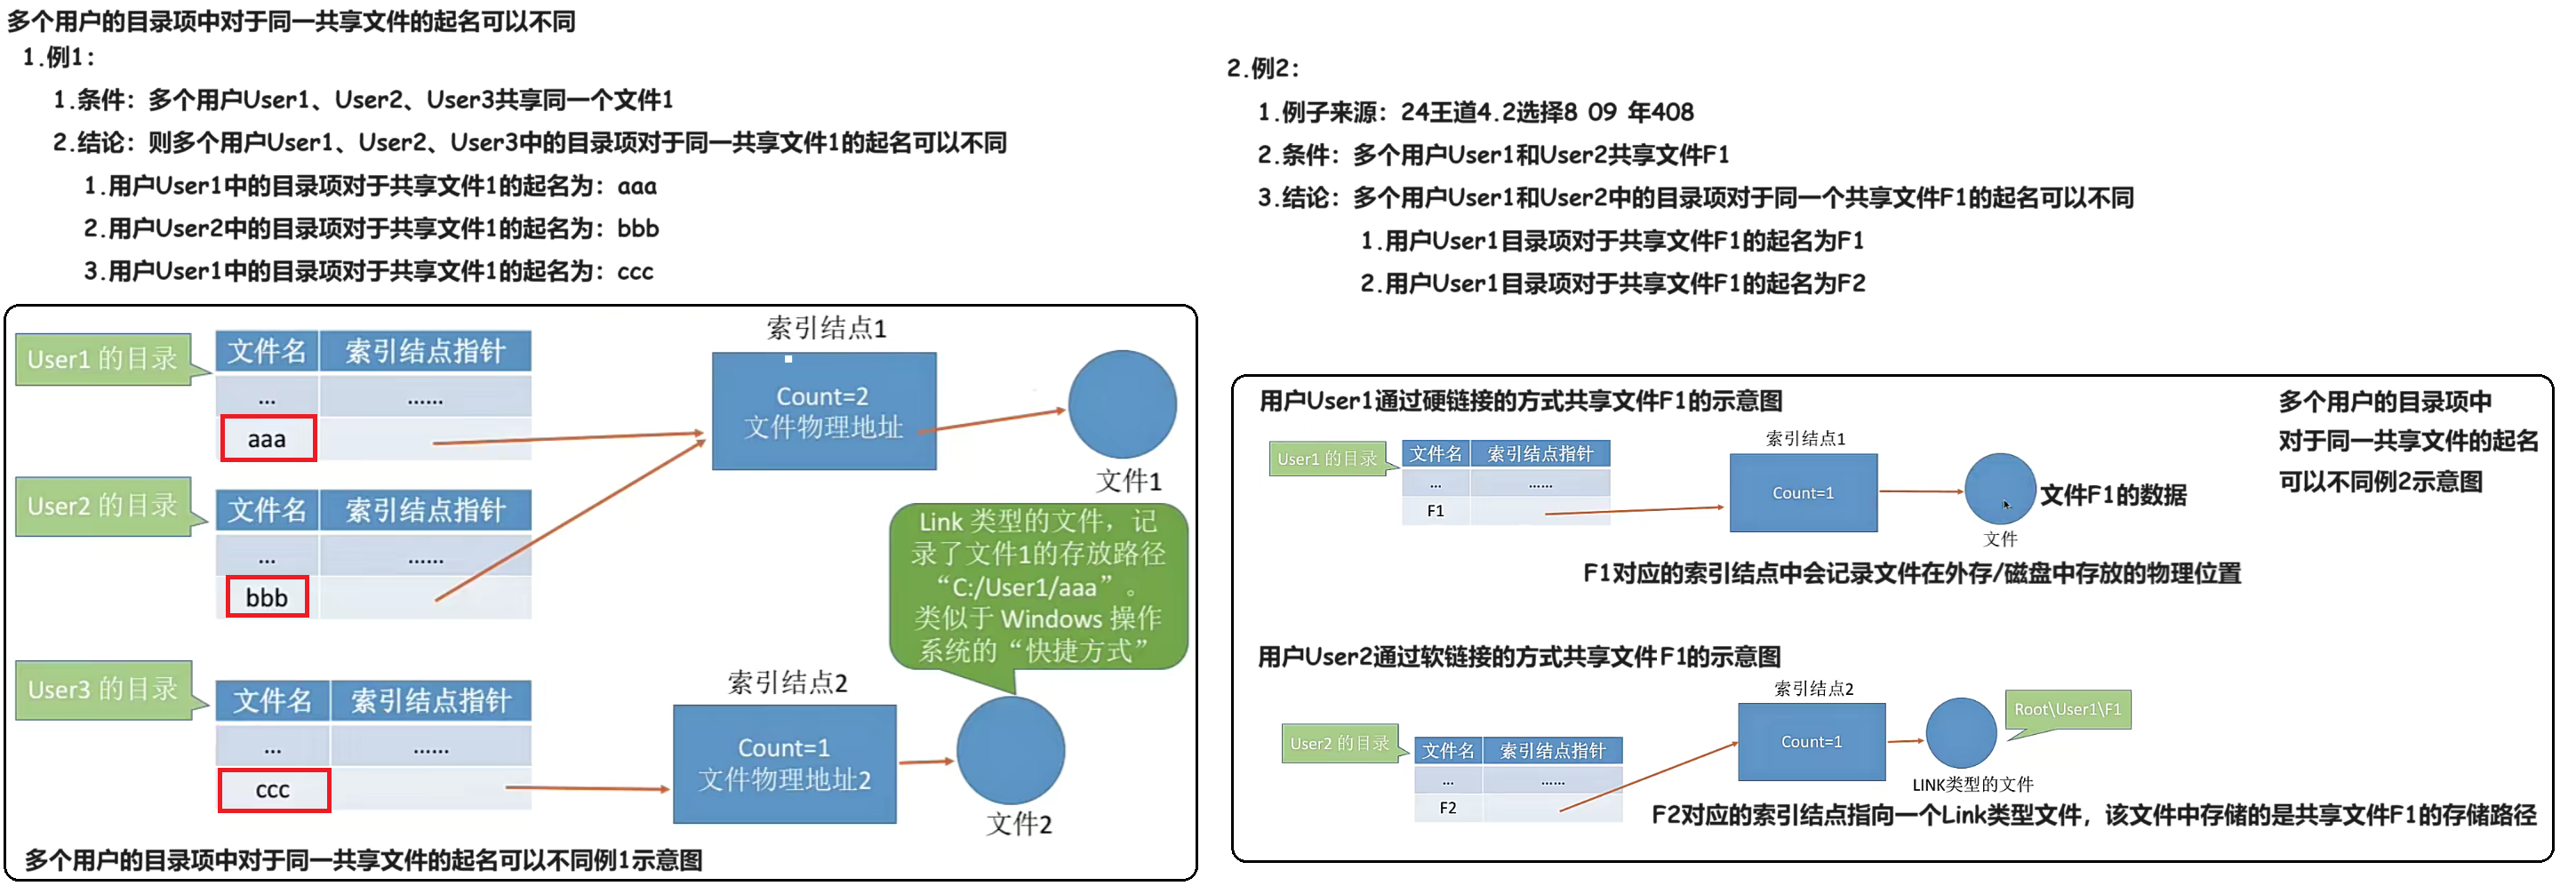 多个用户的目录项中对于同一共享文件的起名可以不同
1.例1：
1.条件：多个用户User1、User2、User3共享同一个文件1
2.结论：则多个用户User1、User2、User3中的目录项对于同一共享文件1的起名可以不同
1.用户User1中的目录项对于共享文件1的起名为：aaa
2.用户User2中的目录项对于共享文件1的起名为：bbb
3.用户User1中的目录项对于共享文件1的起名为：ccc
User1 的目录
文件名 索引结点指针
... ......
aaa
User2 的目录
文件名 索引结点指针
... ......
bbb
User3 的目录
文件名 索引结点指针
... ......
ccc
索引结点1
Count=2
文件物理地址
文件1
Link 类型的文件，记
录了文件1的存放路径
“C:/User1/aaa”。
类似于 Windows 操作
系统的“快捷方式”
索引结点2
Count=1
文件物理地址2
文件2
多个用户的目录项中对于同一共享文件的起名可以不同例1示意图
2.例2：
1.例子来源：24王道4.2选择8 09 年408
2.条件：多个用户User1和User2共享文件F1
3.结论：多个用户User1和User2中的目录项对于同一个共享文件F1的起名可以不同
1.用户User1目录项对于共享文件F1的起名为F1
2.用户User1目录项对于共享文件F1的起名为F2
用户User1通过硬链接的方式共享文件F1的示意图
User1 的目录
文件名 索引结点指针
... ......
F1
索引结点1
Count=1
文件F1的数据
文件
F1对应的索引结点中会记录文件在外存/磁盘中存放的物理位置
多个用户的目录项中
对于同一共享文件的起名
可以不同例2示意图
用户User2通过软链接的方式共享文件F1的示意图
User2 的目录
文件名 索引结点指针
... ......
F2
索引结点2
Count=1
Root\User1\F1
LINK类型的文件
F2对应的索引结点指向一个Link类型文件，该文件中存储的是共享文件F1的存储路径